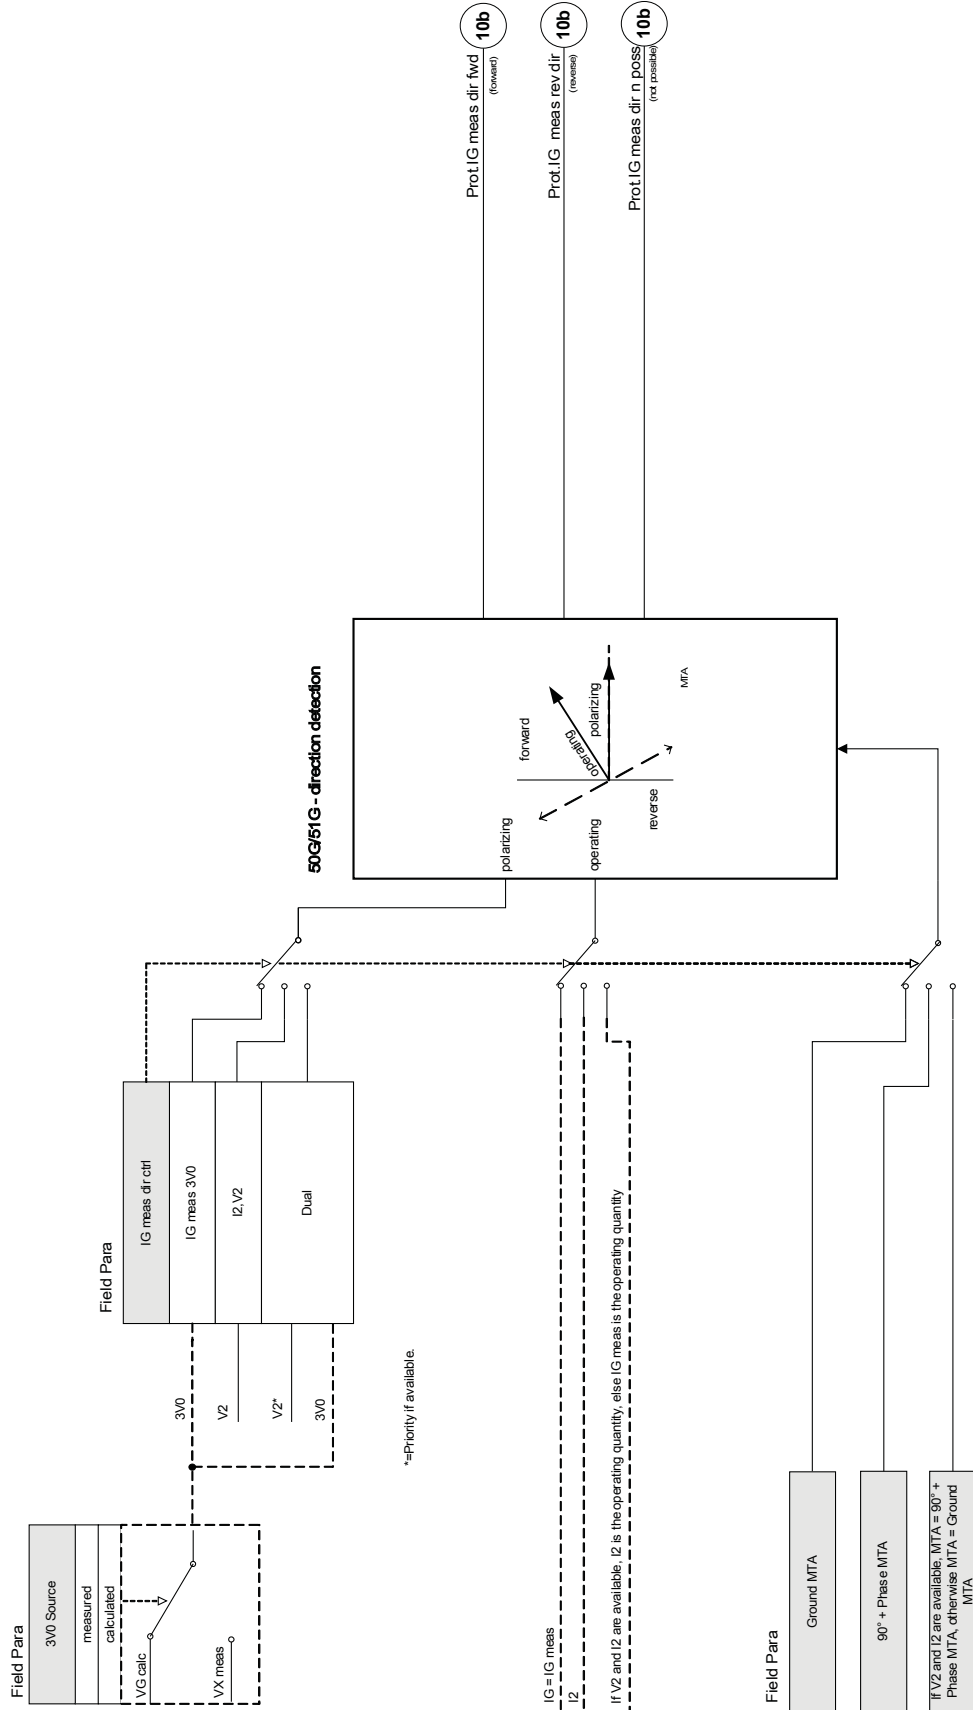 50G/51G - direction detection
Field Para
3V0 Source
measured
calculated
VG calc
VX meas
3V0
V2
V2*
3V0
Field Para
IG meas dir ctrl
IG meas 3V0
I2,V2
Dual
*=Priority if available.
IG = IG meas
I2
If V2 and I2 are available, I2 is the operating quantity, else IG meas is the operating quantity
Field Para
Ground MTA
90° + Phase MTA
If V2 and I2 are available, MTA = 90° +
Phase MTA, otherwise MTA = Ground
MTA
polarizing
operating
forward
operating
polarizing
reverse
MTA
Prot.IG meas dir fwd
(forward)
10b
Prot.IG meas rev dir
(reverse)
10b
Prot.IG meas dir n poss
(not possible)
10b